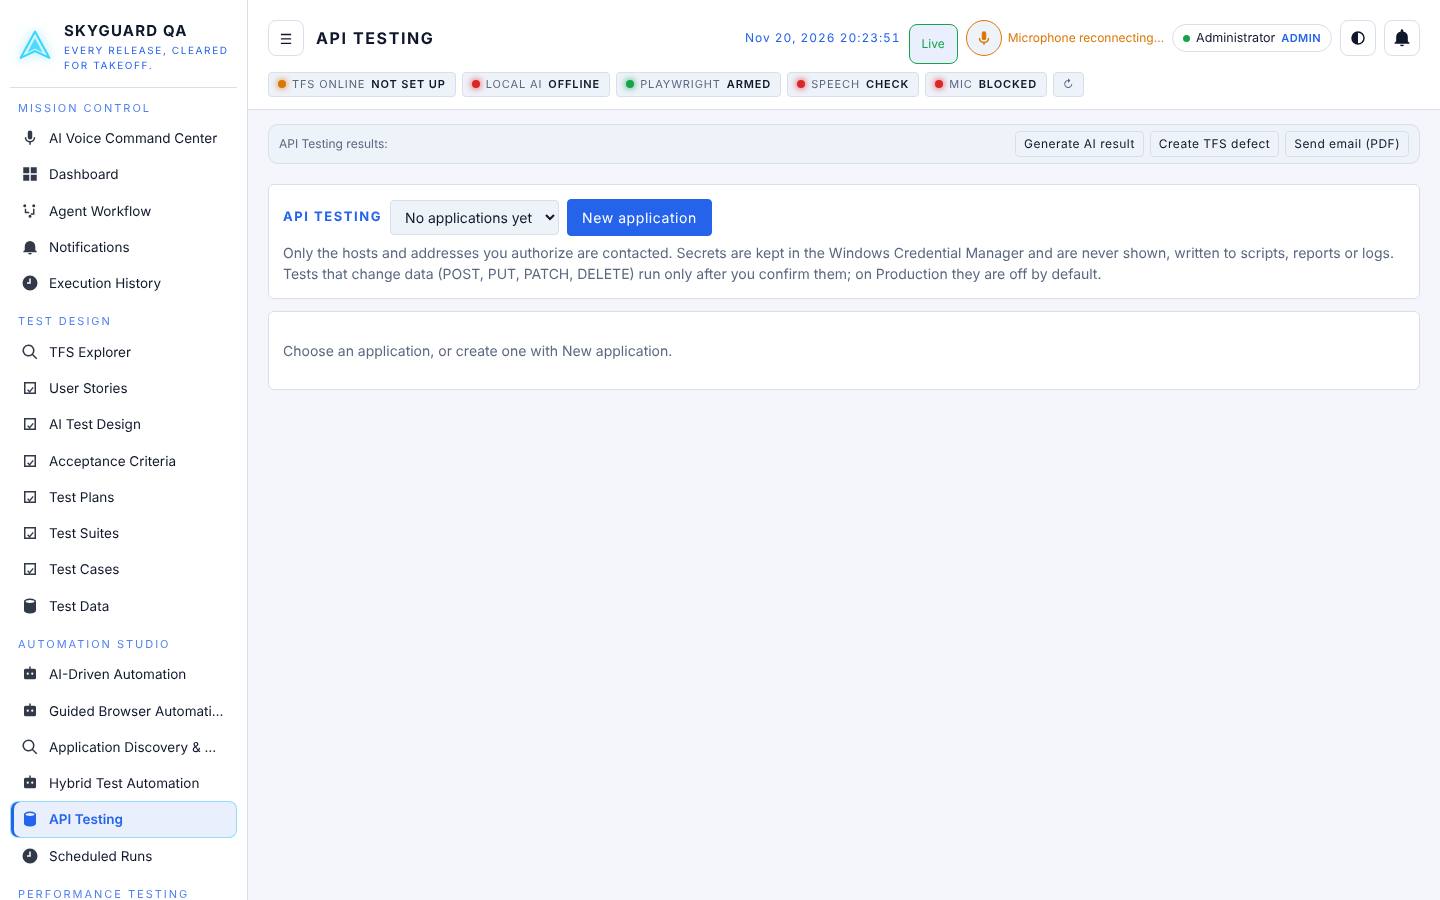 SKYGUARD QA
EVERY RELEASE, CLEARED
FOR TAKEOFF.
MISSION CONTROL
AI Voice Command Center
Dashboard
Agent Workflow
Notifications
Execution History
TEST DESIGN
TFS Explorer
User Stories
AI Test Design
Acceptance Criteria
Test Plans
Test Suites
Test Cases
Test Data
AUTOMATION STUDIO
AI-Driven Automation
Guided Browser Automati...
Application Discovery & ...
Hybrid Test Automation
API Testing
Scheduled Runs
PERFORMANCE TESTING
API TESTING
Nov 20, 2026 20:23:51
Live
Microphone reconnecting...
Administrator ADMIN
TFS ONLINE NOT SET UP
LOCAL AI OFFLINE
PLAYWRIGHT ARMED
SPEECH CHECK
MIC BLOCKED
API Testing results:
Generate AI result
Create TFS defect
Send email (PDF)
API TESTING
No applications yet
New application
Only the hosts and addresses you authorize are contacted. Secrets are kept in the Windows Credential Manager and are never shown, written to scripts, reports or logs.
Tests that change data (POST, PUT, PATCH, DELETE) run only after you confirm them; on Production they are off by default.
Choose an application, or create one with New application.